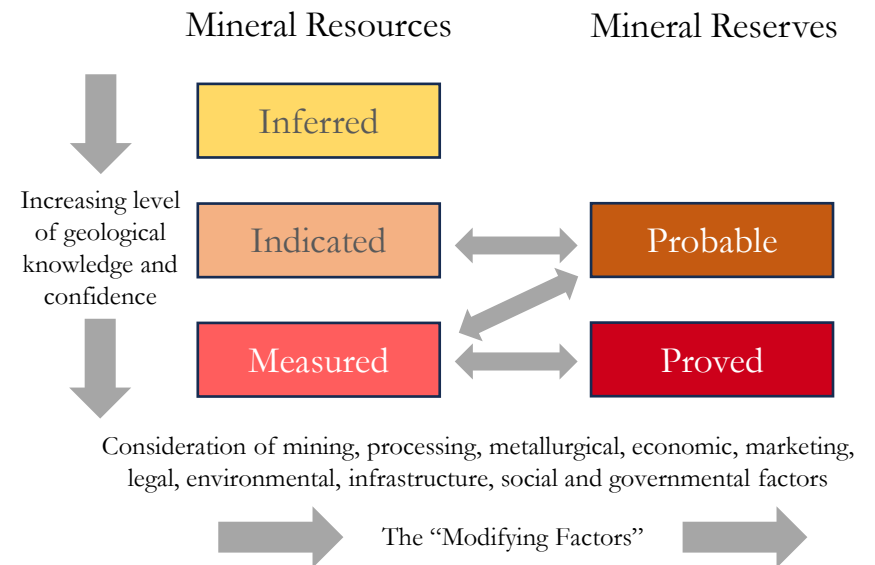 Mineral Resources
Mineral Reserves
Inferred
Increasing level
of geological
knowledge and
confidence
Indicated
Probable
Measured
Proved
Consideration of mining, processing, metallurgical, economic, marketing,
legal, environmental, infrastructure, social and governmental factors
The “Modifying Factors”